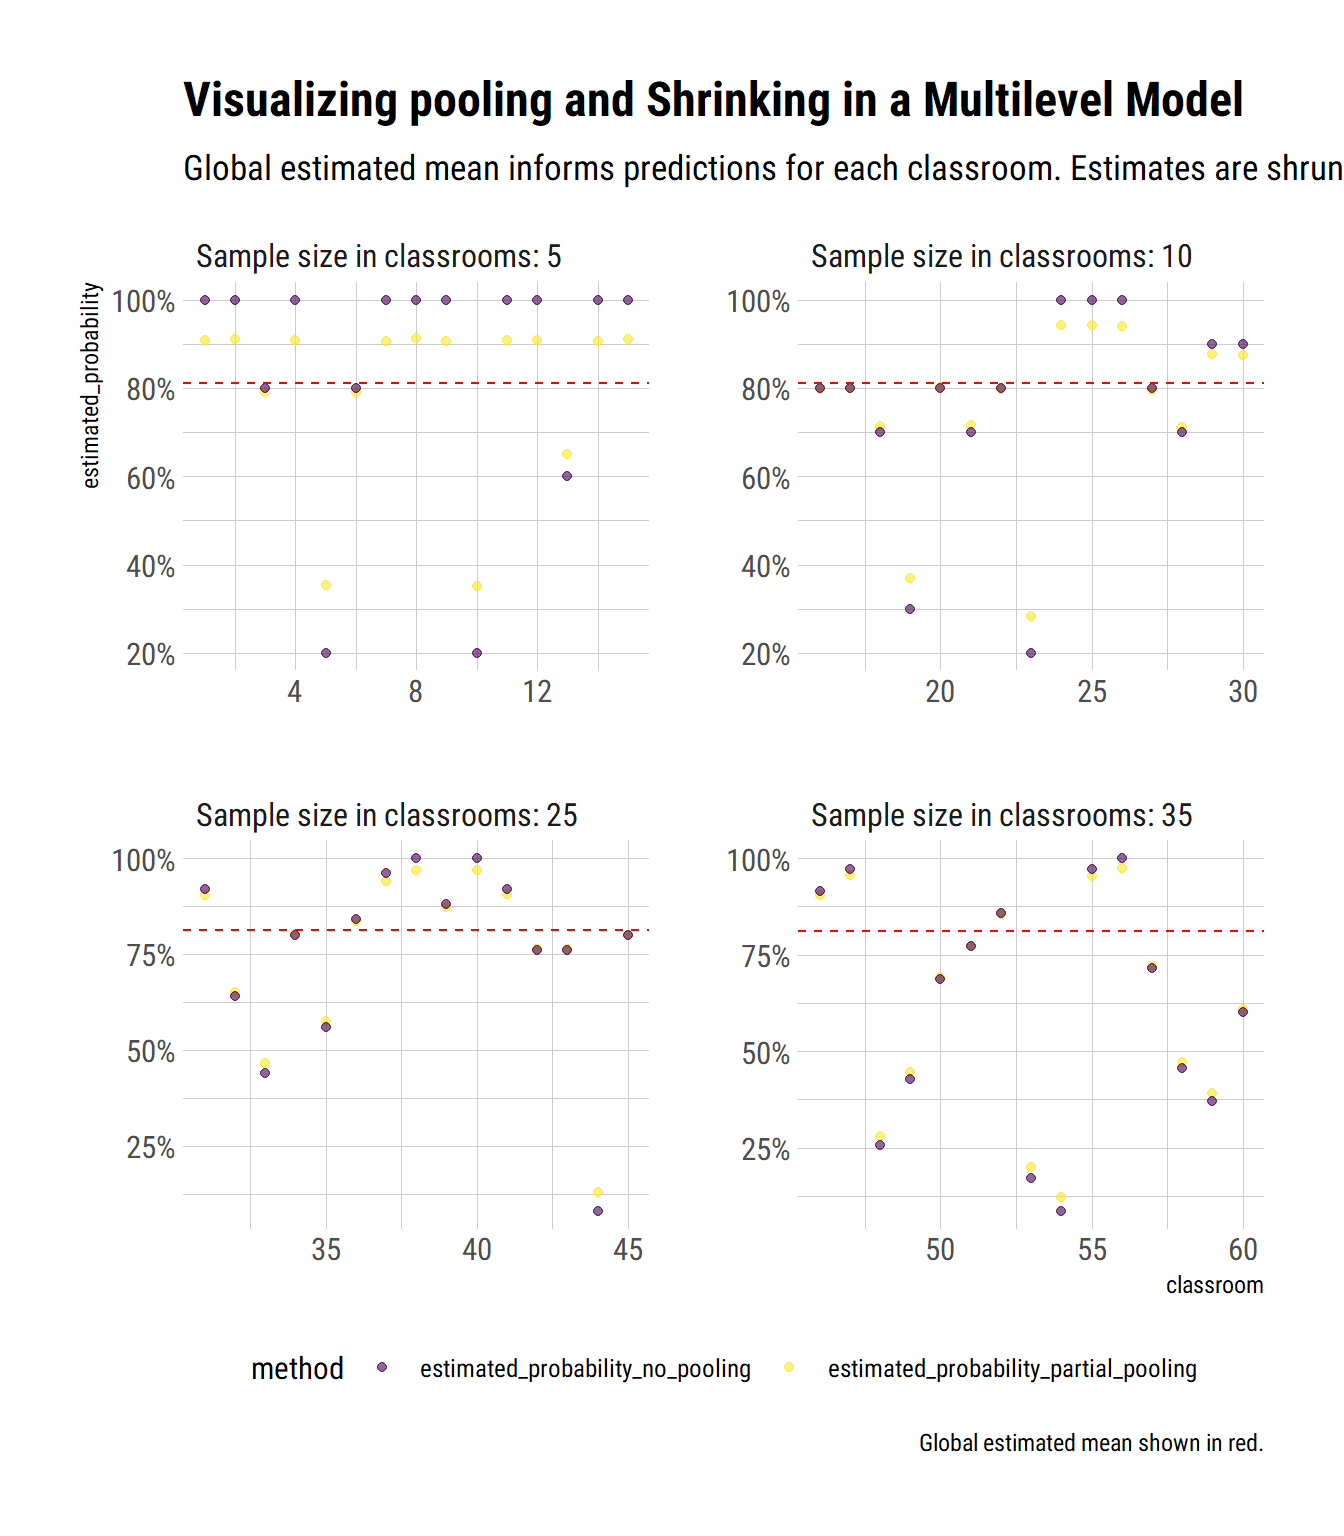 Visualizing pooling and Shrinking in a Multilevel Model
Global estimated mean informs predictions for each classroom. Estimates are shrun
Sample size in classrooms: 5
Sample size in classrooms: 10
estimated_probability
100%
80%
60%
40%
20%
4 8 12
100%
80%
60%
40%
20%
20 25 30
Sample size in classrooms: 25
Sample size in classrooms: 35
100%
75%
50%
25%
35 40 45
100%
75%
50%
25%
50 55 60
classroom
method estimated_probability_no_pooling estimated_probability_partial_pooling
Global estimated mean shown in red.